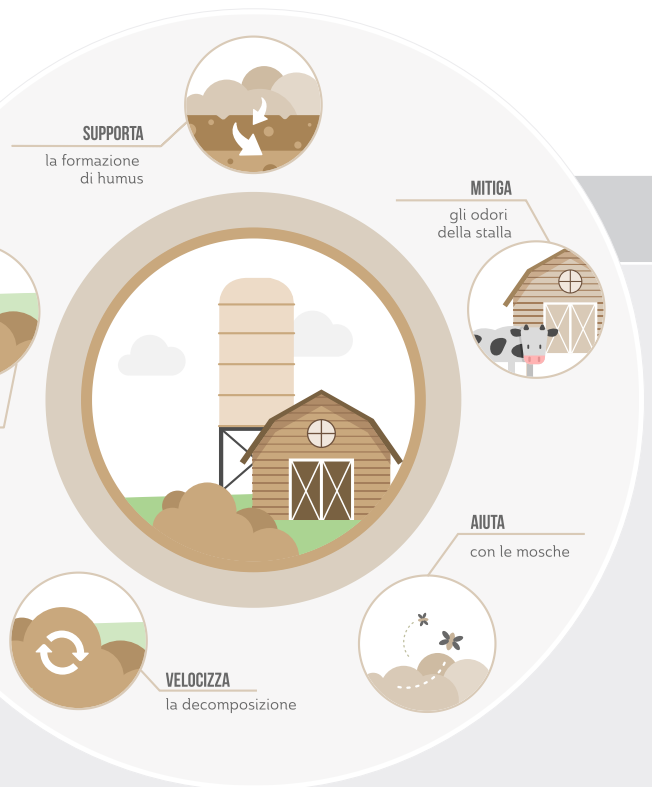 SUPPORTA
la formazione
di humus
MITIGA
gli odori
della stalla
AIUTA
con le mosche
VELOCIZZA
la decomposizione